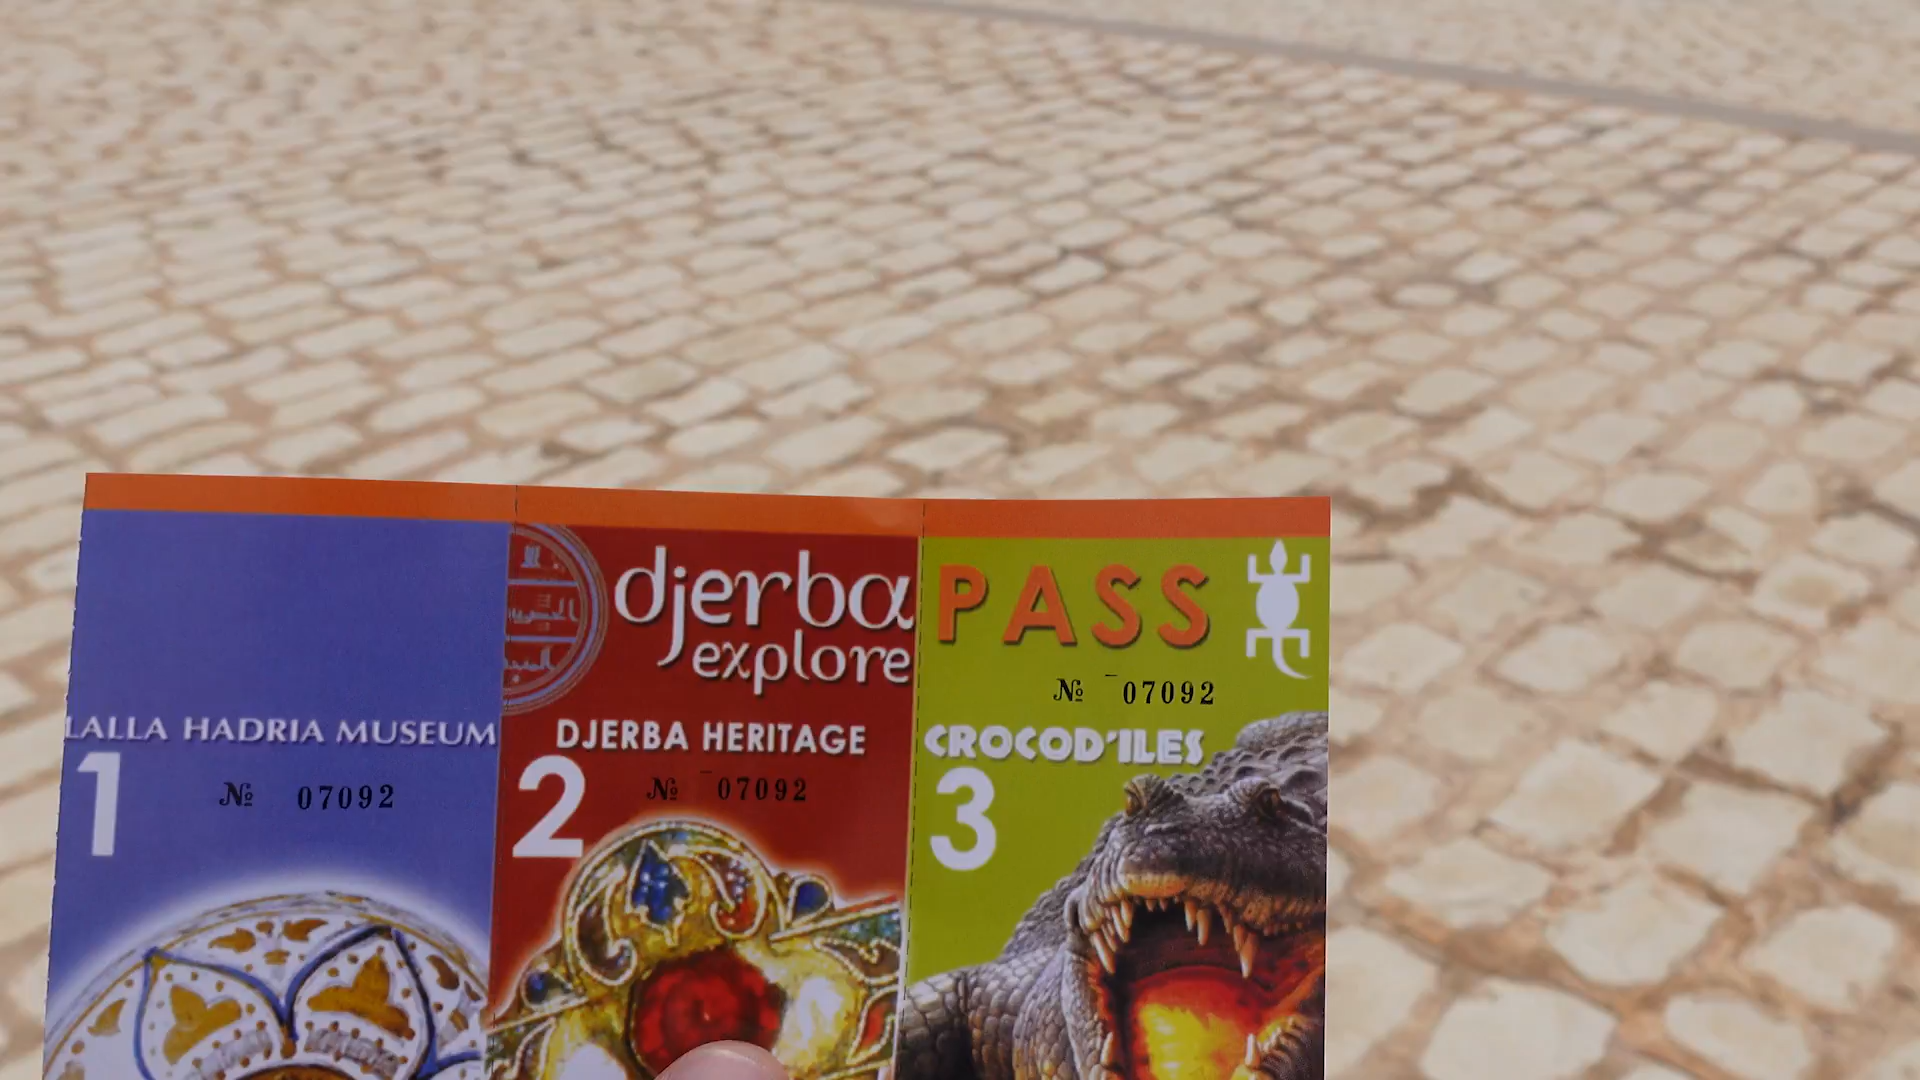 LALLA HADRIA MUSEUM
1
№ 07092
djerba
explore
DJERBA HERITAGE
2
№ 07092
PASS
№ 07092
CROCOD'ILES
3